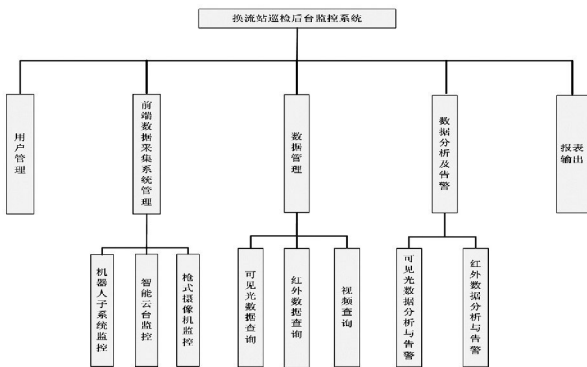 换流站巡检后台监控系统
用户管理
前端数据采集系统管理
数据管理
数据分析及告警
报表输出
机器人子系统监控
智能云台监控
枪式摄像机监控
可见光数据查询
红外数据查询
视频查询
可见光数据分析与告警
红外数据分析与告警